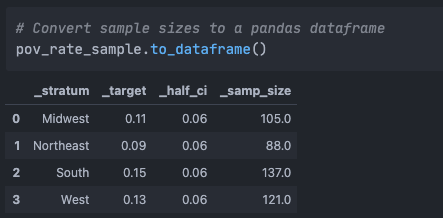 # Convert sample sizes to a pandas dataframe
pov_rate_sample.to_dataframe()
_stratum _target _half_ci _samp_size
0 Midwest 0.11 0.06 105.0
1 Northeast 0.09 0.06 88.0
2 South 0.15 0.06 137.0
3 West 0.13 0.06 121.0